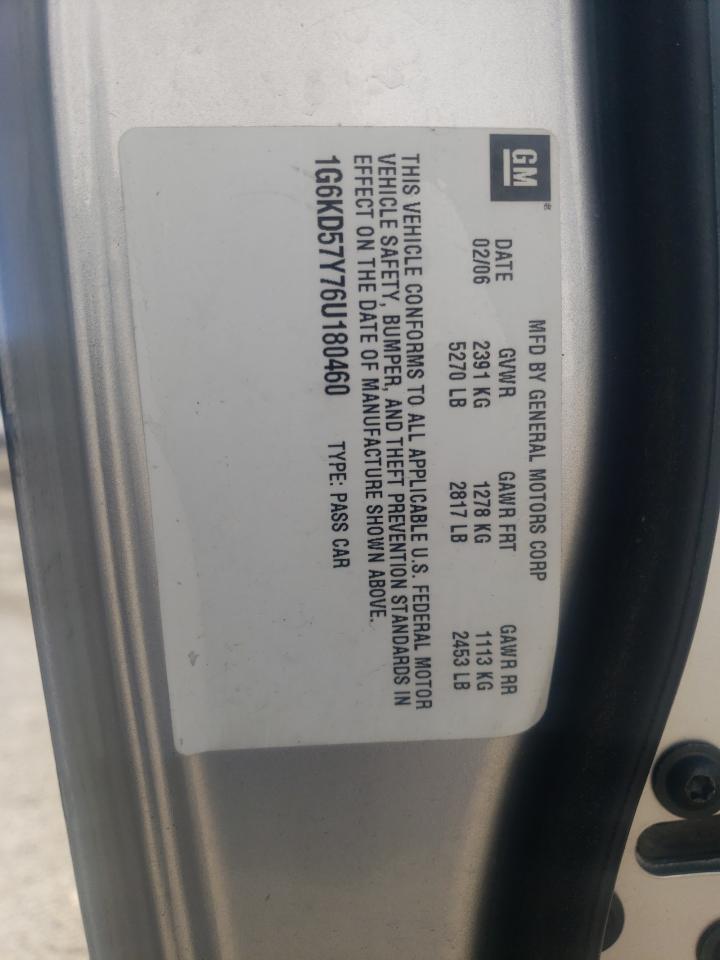 GM
MFD BY GENERAL MOTORS CORP
DATE GVWR GAWR FRT GAWR RR
02/06 2391 KG 1278 KG 1113 KG
5270 LB 2817 LB 2453 LB
THIS VEHICLE CONFORMS TO ALL APPLICABLE U.S. FEDERAL MOTOR
VEHICLE SAFETY, BUMPER, AND THEFT PREVENTION STANDARDS IN
EFFECT ON THE DATE OF MANUFACTURE SHOWN ABOVE.
1G6KD57Y76U180460 TYPE: PASS CAR